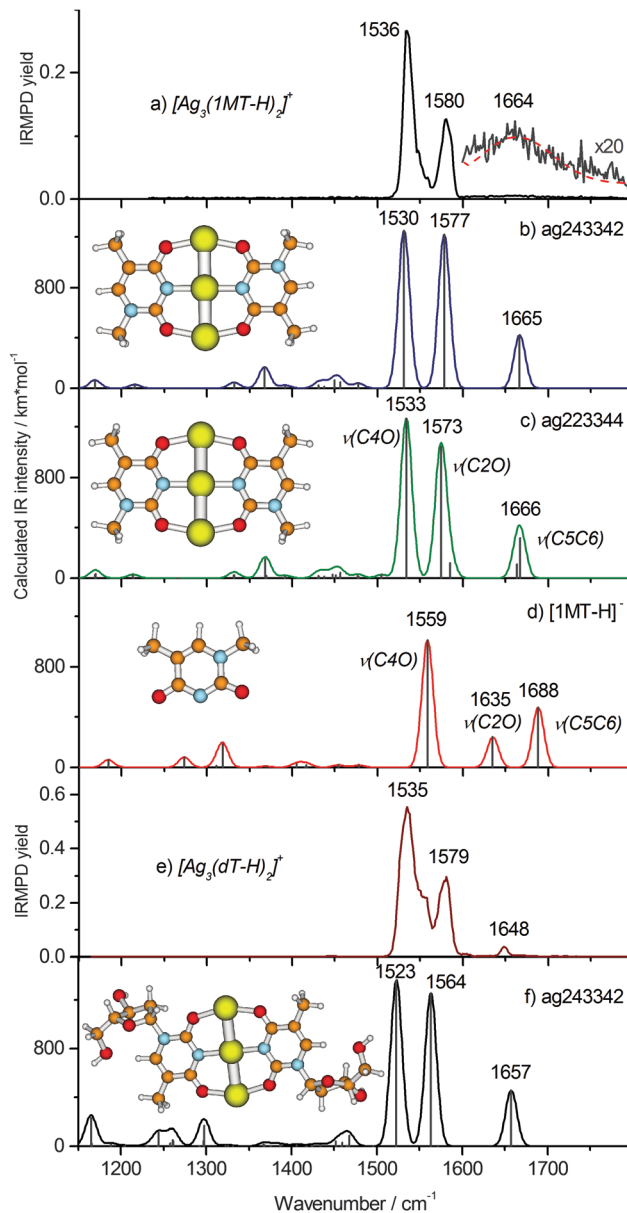 IRMPD yield
0.2
0.0
a) [Ag3(1MT-H)2]+
1536
1580
1664
x20
Calculated IR intensity / km*mol-1
800
0
b) ag243342
1530
1577
1665
800
0
c) ag223344
1533
ν(C4O)
1573
ν(C2O)
1666
ν(C5C6)
800
0
d) [1MT-H]-
1559
ν(C4O)
1635
ν(C2O)
1688
ν(C5C6)
IRMPD yield
0.6
0.4
0.2
0.0
e) [Ag3(dT-H)2]+
1535
1579
1648
800
0
f) ag243342
1523
1564
1657
1200 1300 1400 1500 1600 1700
Wavenumber / cm-1